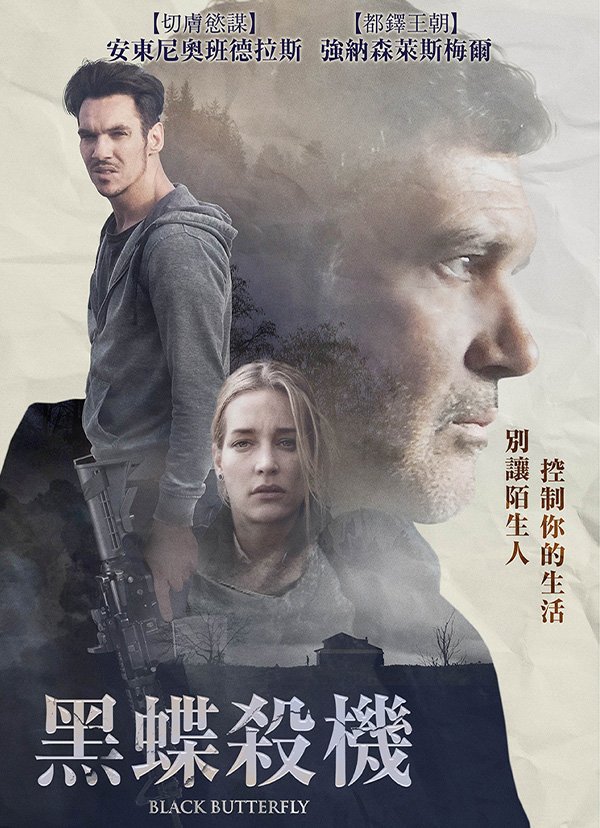 【切膚慾謀】 【都鐸王朝】
安東尼奧班德拉斯 強納森萊斯梅爾
別讓陌生人
控制你的生活
黑蝶殺機
BLACK BUTTERFLY